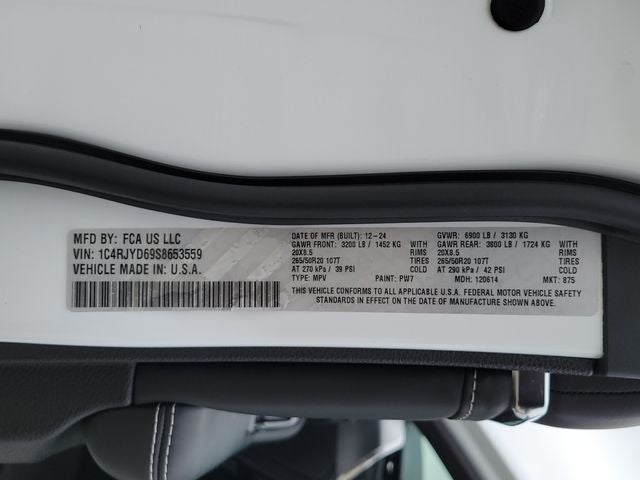 MFD BY: FCA US LLC
VIN: 1C4RJYD69S8653559
VEHICLE MADE IN U.S.A.
DATE OF MFR (BUILT): 12-24 GVWR: 6900 LB / 3130 KG
GAWR FRONT: 3200 LB / 1452 KG WITH GAWR REAR: 3800 LB / 1724 KG WITH
20X8.5 RIMS 20X8.5 RIMS
265/50R20 107T TIRES 265/50R20 107T TIRES
AT 270 kPa / 39 PSI COLD AT 290 kPa / 42 PSI COLD
TYPE: MPV PAINT: PW7 MDH: 120614 MKT: 875
THIS VEHICLE CONFORMS TO ALL APPLICABLE U.S.A. FEDERAL MOTOR VEHICLE SAFETY
STANDARDS IN EFFECT ON THE DATE OF MANUFACTURE SHOWN ABOVE.